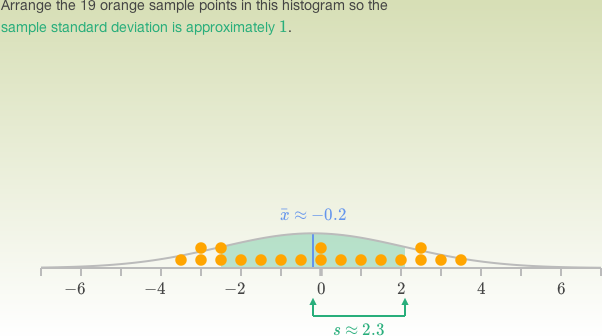 Arrange the 19 orange sample points in this histogram so the
sample standard deviation is approximately 1.
x̄ ≈ −0.2
−6 −4 −2 0 2 4 6
s ≈ 2.3